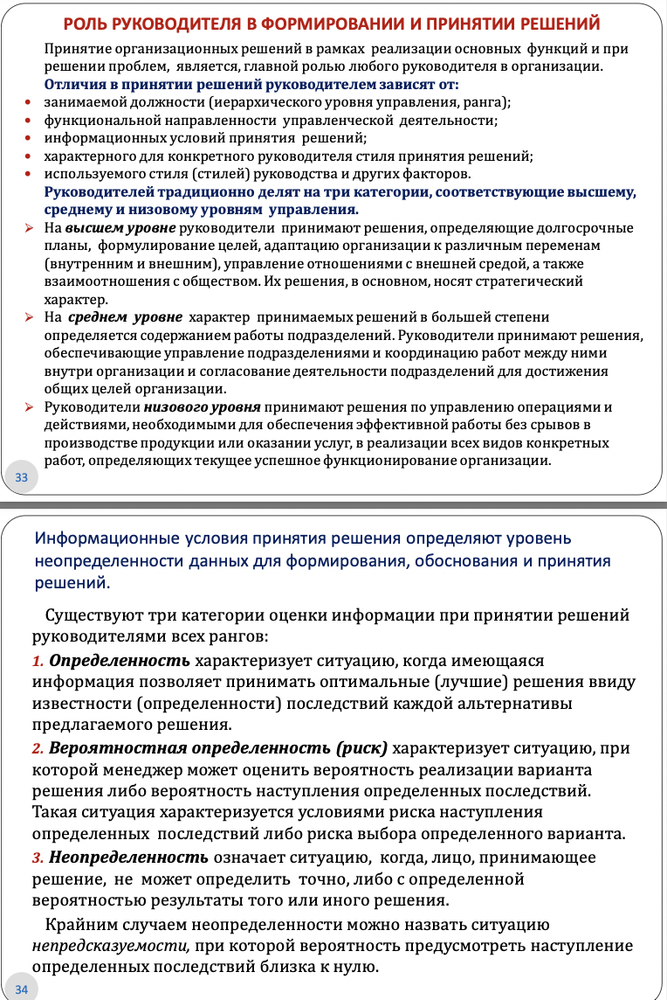 РОЛЬ РУКОВОДИТЕЛЯ В ФОРМИРОВАНИИ И ПРИНЯТИИ РЕШЕНИЙ
Принятие организационных решений в рамках реализации основных функций и при
решении проблем, является, главной ролью любого руководителя в организации.
Отличия в принятии решений руководителем зависят от:
• занимаемой должности (иерархического уровня управления, ранга);
• функциональной направленности управленческой деятельности;
• информационных условий принятия решений;
• характерного для конкретного руководителя стиля принятия решений;
• используемого стиля (стилей) руководства и других факторов.
Руководителей традиционно делят на три категории, соответствующие высшему,
среднему и низовому уровням управления.
➢ На высшем уровне руководители принимают решения, определяющие долгосрочные
планы, формулирование целей, адаптацию организации к различным переменам
(внутренним и внешним), управление отношениями с внешней средой, а также
взаимоотношения с обществом. Их решения, в основном, носят стратегический
характер.
➢ На среднем уровне характер принимаемых решений в большей степени
определяется содержанием работы подразделений. Руководители принимают решения,
обеспечивающие управление подразделениями и координацию работ между ними
внутри организации и согласование деятельности подразделений для достижения
общих целей организации.
➢ Руководители низового уровня принимают решения по управлению операциями и
действиями, необходимыми для обеспечения эффективной работы без срывов в
производстве продукции или оказании услуг, в реализации всех видов конкретных
работ, определяющих текущее успешное функционирование организации.
33
Информационные условия принятия решения определяют уровень
неопределенности данных для формирования, обоснования и принятия
решений.
Существуют три категории оценки информации при принятии решений
руководителями всех рангов:
1. Определенность характеризует ситуацию, когда имеющаяся
информация позволяет принимать оптимальные (лучшие) решения ввиду
известности (определенности) последствий каждой альтернативы
предлагаемого решения.
2. Вероятностная определенность (риск) характеризует ситуацию, при
которой менеджер может оценить вероятность реализации варианта
решения либо вероятность наступления определенных последствий.
Такая ситуация характеризуется условиями риска наступления
определенных последствий либо риска выбора определенного варианта.
3. Неопределенность означает ситуацию, когда, лицо, принимающее
решение, не может определить точно, либо с определенной
вероятностью результаты того или иного решения.
Крайним случаем неопределенности можно назвать ситуацию
непредсказуемости, при которой вероятность предусмотреть наступление
определенных последствий близка к нулю.
34